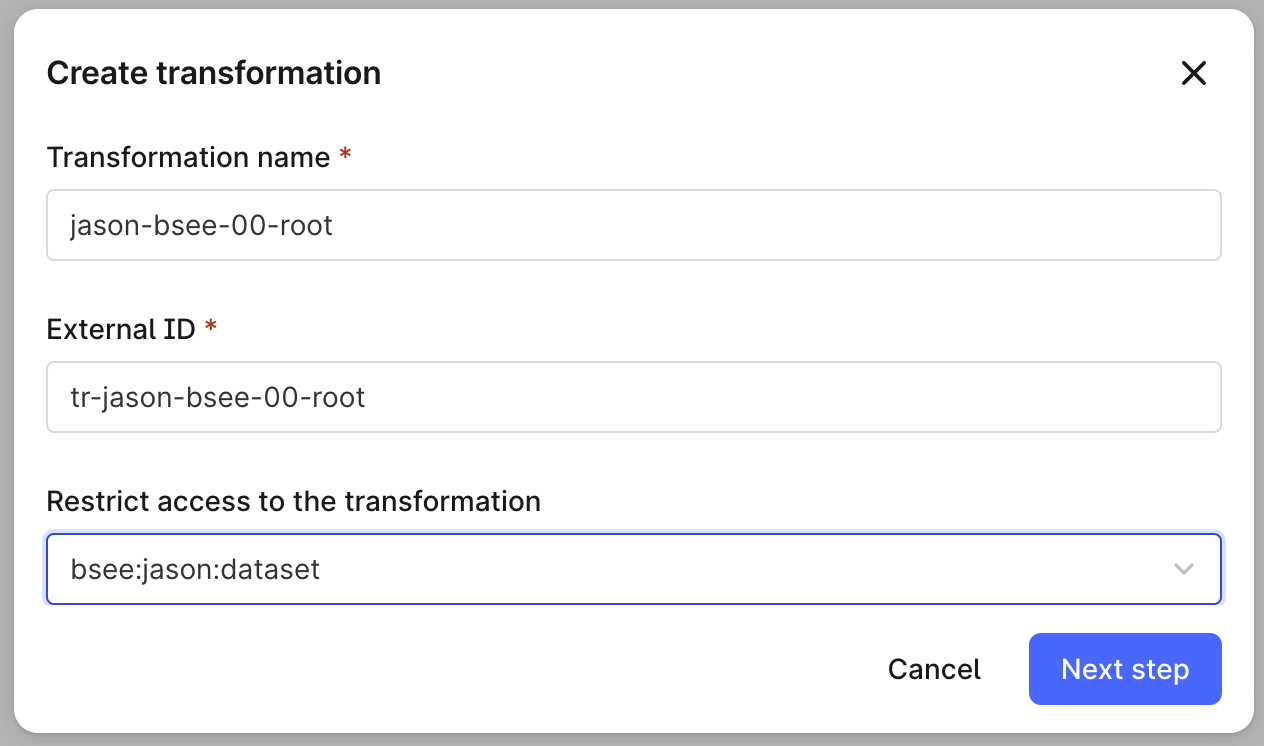 Create transformation
Transformation name *
jason-bsee-00-root
External ID *
tr-jason-bsee-00-root
Restrict access to the transformation
bsee:jason:dataset
Cancel
Next step